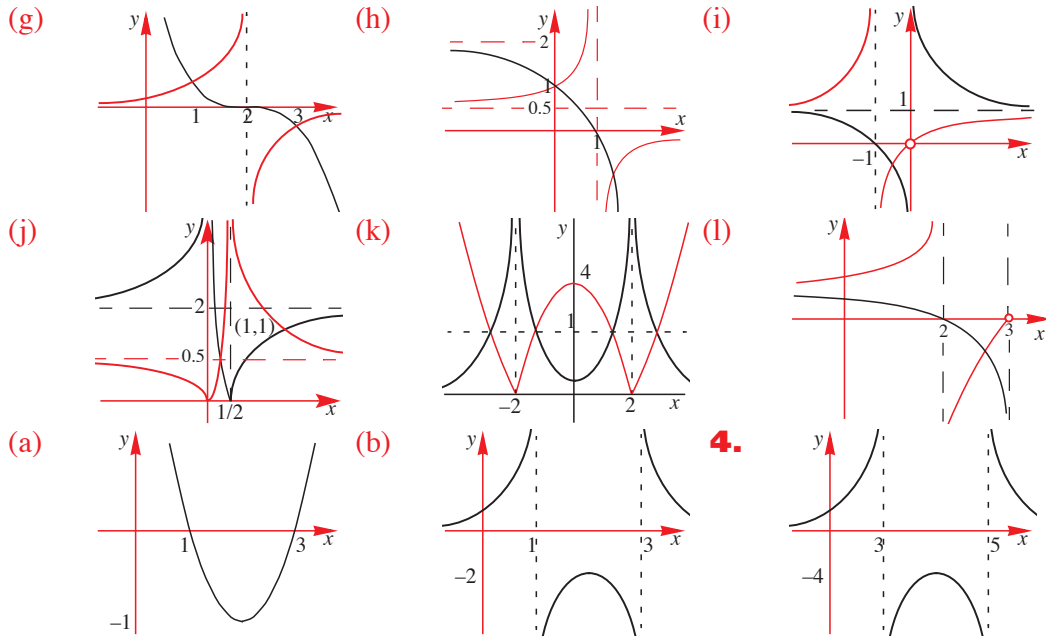 (g) y 1 2 3 x
(h) y 2 1 0.5 1 x
(i) y 1 –1 x
(j) y 2 (1,1) 0.5 1/2 x
(k) y 4 1 –2 2 x
(l) y 2 3 x
(a) y 1 3 x –1
(b) y 1 3 x –2
4. y 3 5 x –4